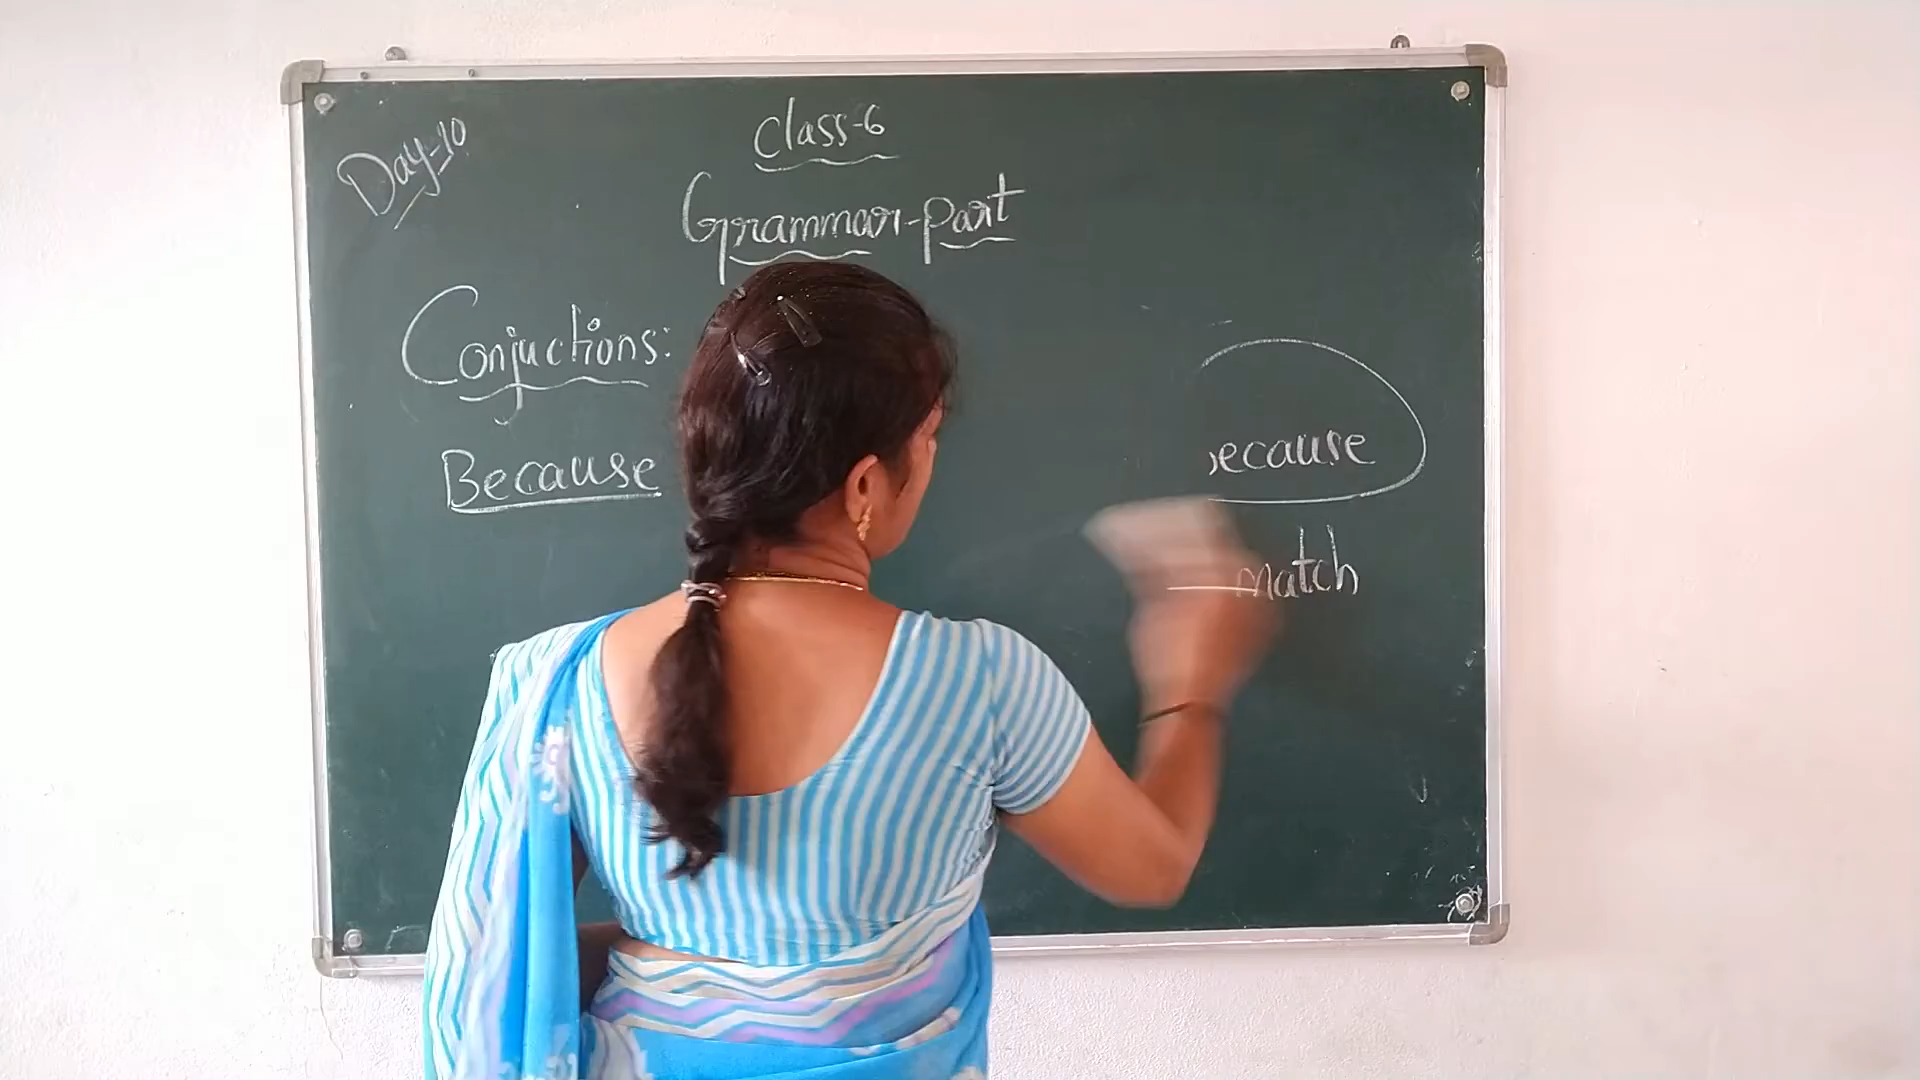 Day-10
Class-6
Grammar-Part
Conjuctions:
Because
ecause
match